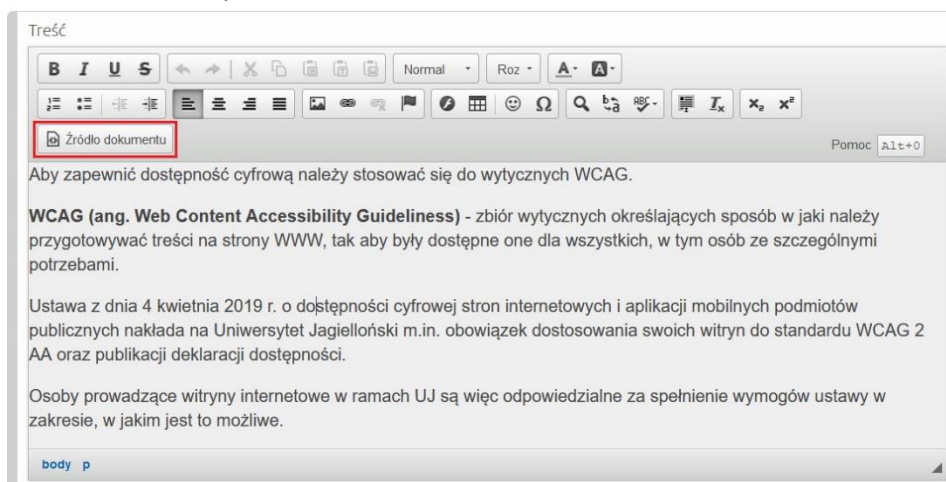 Treść
B I U S Normal Roz A A
Ω ABC Tx x₂ x²
Źródło dokumentu Pomoc Alt+0
Aby zapewnić dostępność cyfrową należy stosować się do wytycznych WCAG.
WCAG (ang. Web Content Accessibility Guideliness) - zbiór wytycznych określających sposób w jaki należy
przygotowywać treści na strony WWW, tak aby były dostępne one dla wszystkich, w tym osób ze szczególnymi
potrzebami.
Ustawa z dnia 4 kwietnia 2019 r. o dostępności cyfrowej stron internetowych i aplikacji mobilnych podmiotów
publicznych nakłada na Uniwersytet Jagielloński m.in. obowiązek dostosowania swoich witryn do standardu WCAG 2
AA oraz publikacji deklaracji dostępności.
Osoby prowadzące witryny internetowe w ramach UJ są więc odpowiedzialne za spełnienie wymogów ustawy w
zakresie, w jakim jest to możliwe.
body p